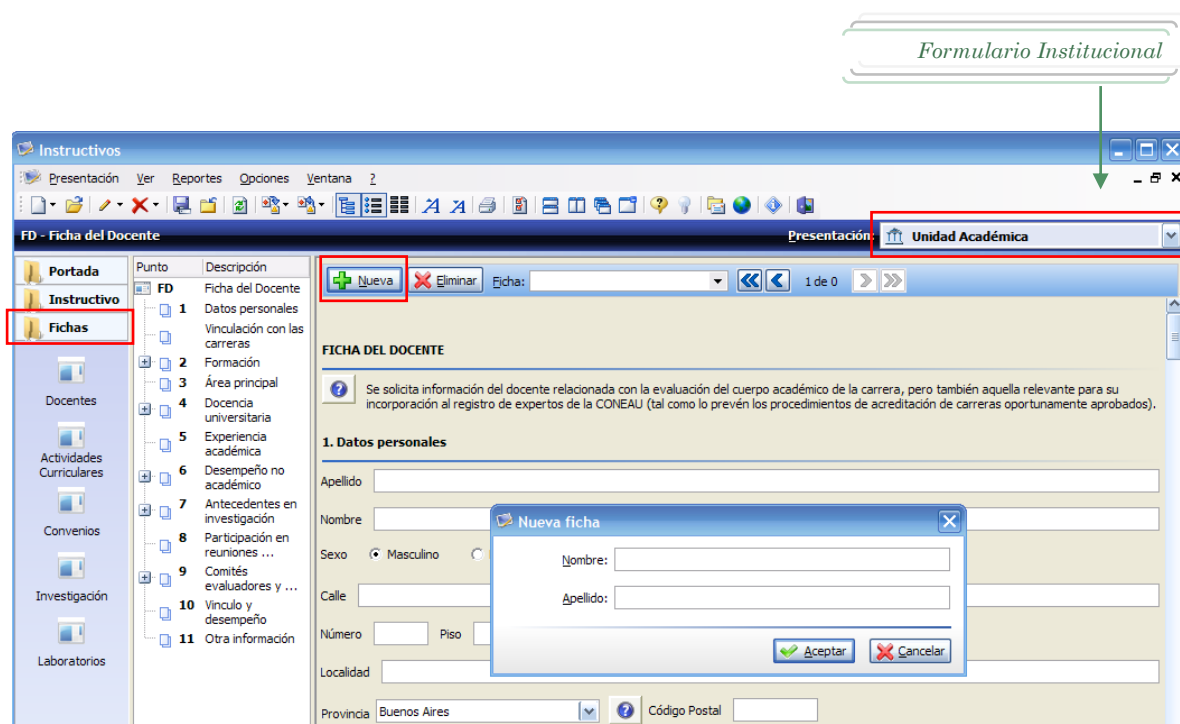 Formulario Institucional
Instructivos
Presentación Ver Reportes Opciones Ventana ?
FD - Ficha del Docente
Presentación: Unidad Académica
Portada
Instructivo
Fichas
Docentes
Actividades
Curriculares
Convenios
Investigación
Laboratorios
Punto Descripción
FD Ficha del Docente
1 Datos personales
Vinculación con las
carreras
2 Formación
3 Área principal
4 Docencia
universitaria
5 Experiencia
académica
6 Desempeño no
académico
7 Antecedentes en
investigación
8 Participación en
reuniones ...
9 Comités
evaluadores y ...
10 Vinculo y
desempeño
11 Otra información
Nueva Eliminar Ficha: 1 de 0
FICHA DEL DOCENTE
Se solicita información del docente relacionada con la evaluación del cuerpo académico de la carrera, pero también aquella relevante para su
incorporación al registro de expertos de la CONEAU (tal como lo prevén los procedimientos de acreditación de carreras oportunamente aprobados).
1. Datos personales
Apellido
Nombre
Sexo Masculino
Calle
Número Piso
Localidad
Provincia Buenos Aires Código Postal
Nueva ficha
Nombre:
Apellido:
Aceptar Cancelar